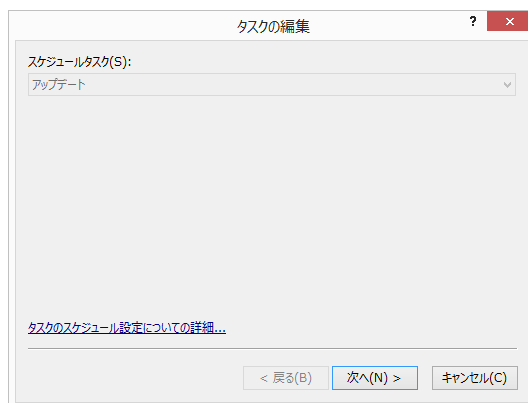 タスクの編集
?
スケジュールタスク(S):
アップデート
タスクのスケジュール設定についての詳細...
< 戻る(B)
次へ(N) >
キャンセル(C)